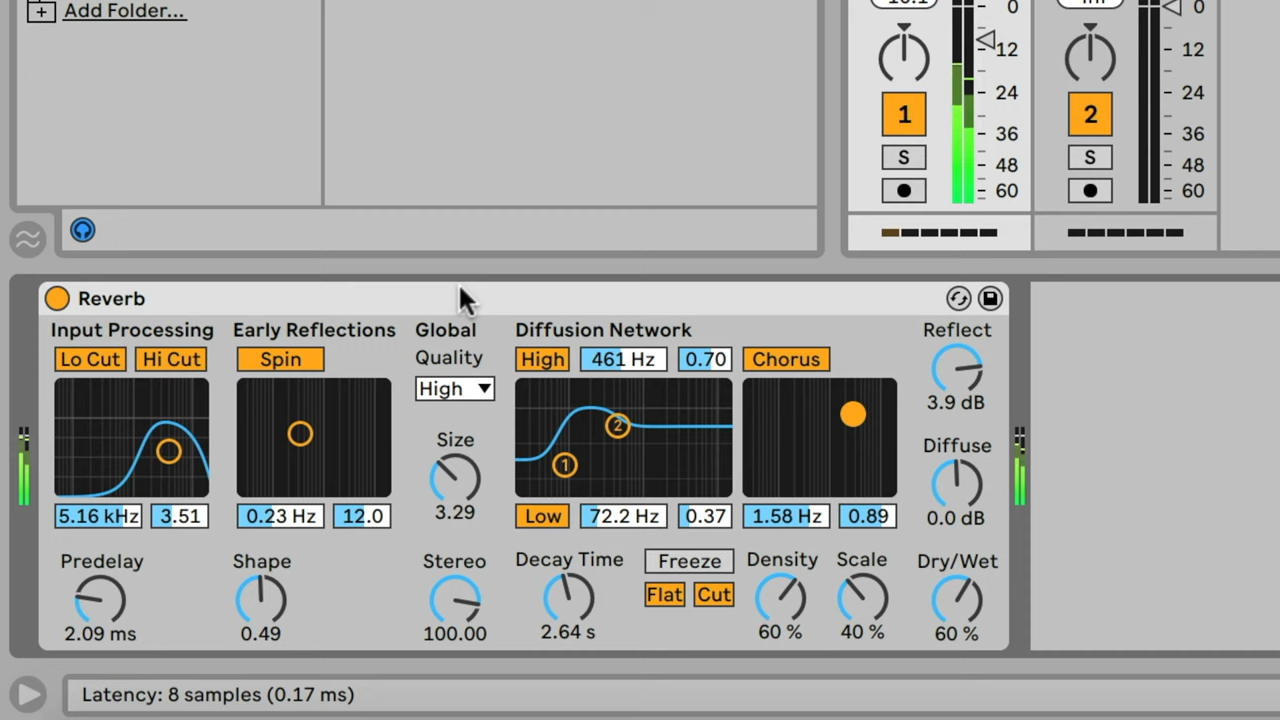 Add Folder...
0
12
24
36
48
60
1
S
0
12
24
36
48
60
2
S
Reverb
Input Processing
Lo Cut Hi Cut
5.16 kHz 3.51
Predelay
2.09 ms
Early Reflections
Spin
0.23 Hz 12.0
Shape
0.49
Global
Quality
High
Size
3.29
Stereo
100.00
Diffusion Network
High 461 Hz 0.70 Chorus
1
2
Low 72.2 Hz 0.37 1.58 Hz 0.89
Decay Time
2.64 s
Freeze
Flat Cut
Density
60 %
Scale
40 %
Reflect
3.9 dB
Diffuse
0.0 dB
Dry/Wet
60 %
Latency: 8 samples (0.17 ms)